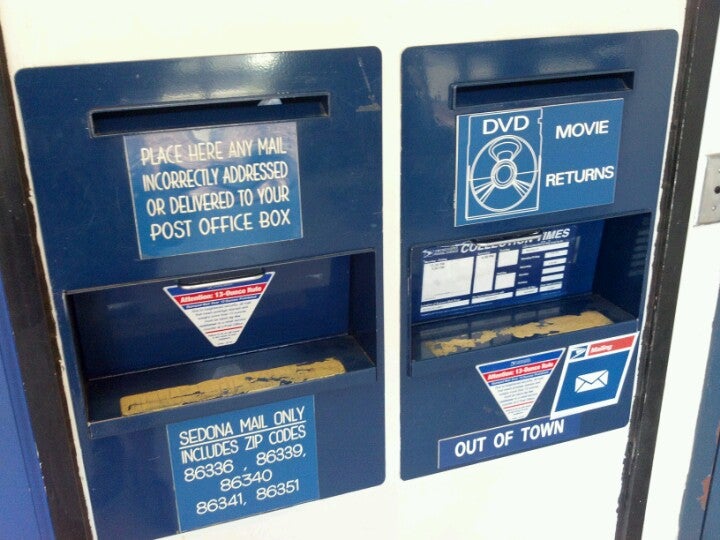 PLACE HERE ANY MAIL
INCORRECTLY ADDRESSED
OR DELIVERED TO YOUR
POST OFFICE BOX
Attention: 13-Ounce Rule
SEDONA MAIL ONLY
INCLUDES ZIP CODES
86336 , 86339,
86340
86341, 86351
DVD MOVIE
RETURNS
COLLECTION TIMES
Attention: 13-Ounce Rule
Mailing
OUT OF TOWN